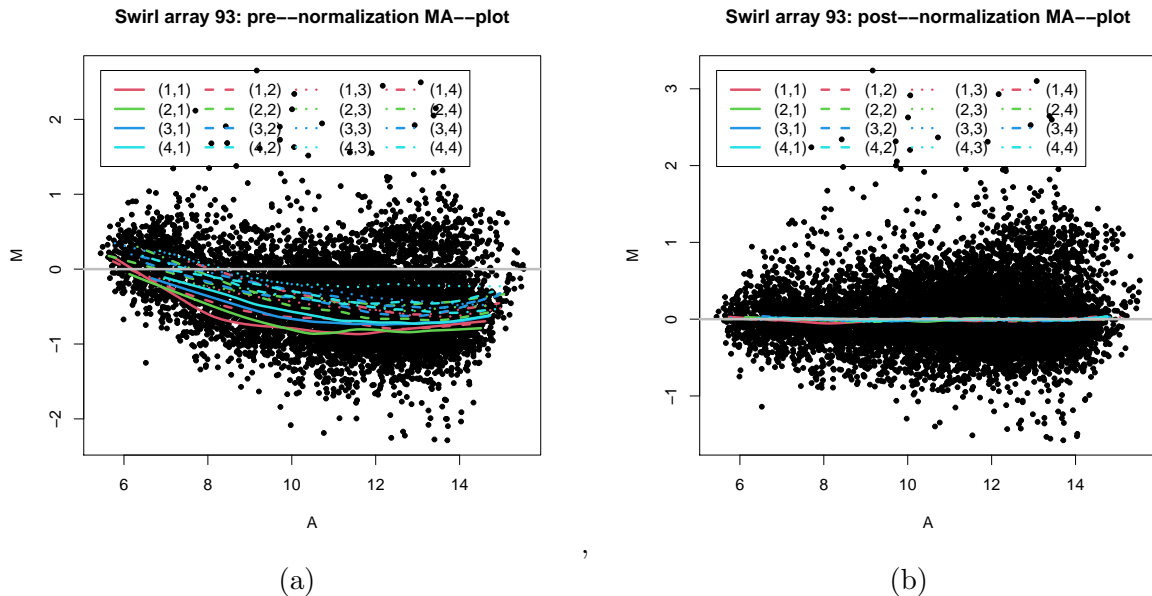 Swirl array 93: pre−−normalization MA−−plot
(1,1) (1,2) (1,3) (1,4)
(2,1) (2,2) (2,3) (2,4)
(3,1) (3,2) (3,3) (3,4)
(4,1) (4,2) (4,3) (4,4)
2
1
0
−1
−2
M
6 8 10 12 14
A
,
(a)
Swirl array 93: post−−normalization MA−−plot
(1,1) (1,2) (1,3) (1,4)
(2,1) (2,2) (2,3) (2,4)
(3,1) (3,2) (3,3) (3,4)
(4,1) (4,2) (4,3) (4,4)
3
2
1
0
−1
M
6 8 10 12 14
A
(b)